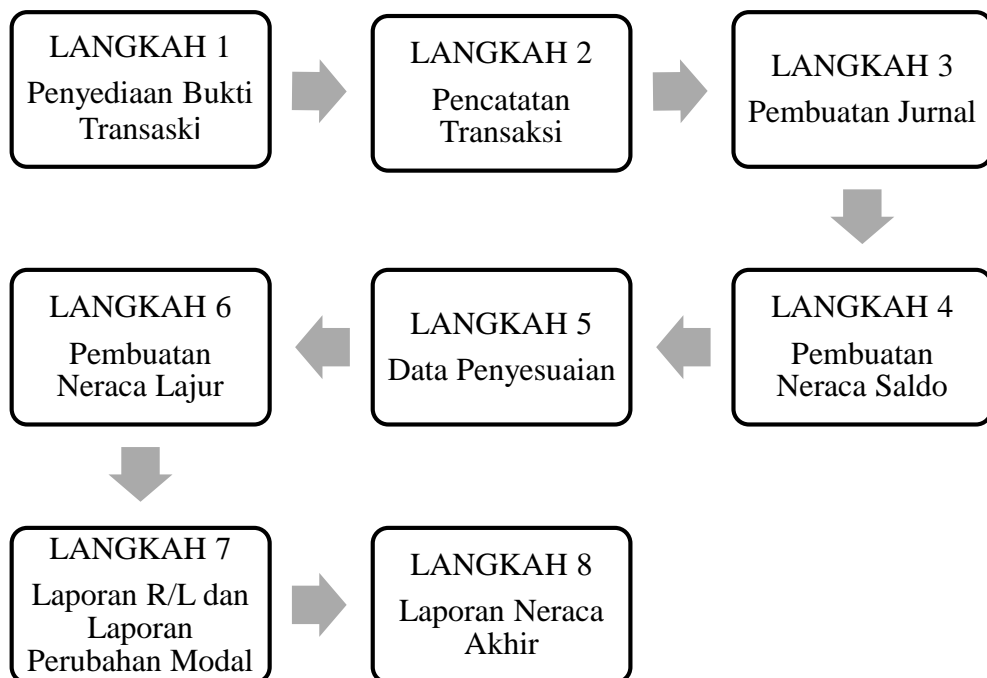 LANGKAH 1
Penyediaan Bukti
Transaski
LANGKAH 2
Pencatatan
Transaksi
LANGKAH 3
Pembuatan Jurnal
LANGKAH 4
Pembuatan
Neraca Saldo
LANGKAH 5
Data Penyesuaian
LANGKAH 6
Pembuatan
Neraca Lajur
LANGKAH 7
Laporan R/L dan
Laporan
Perubahan Modal
LANGKAH 8
Laporan Neraca
Akhir